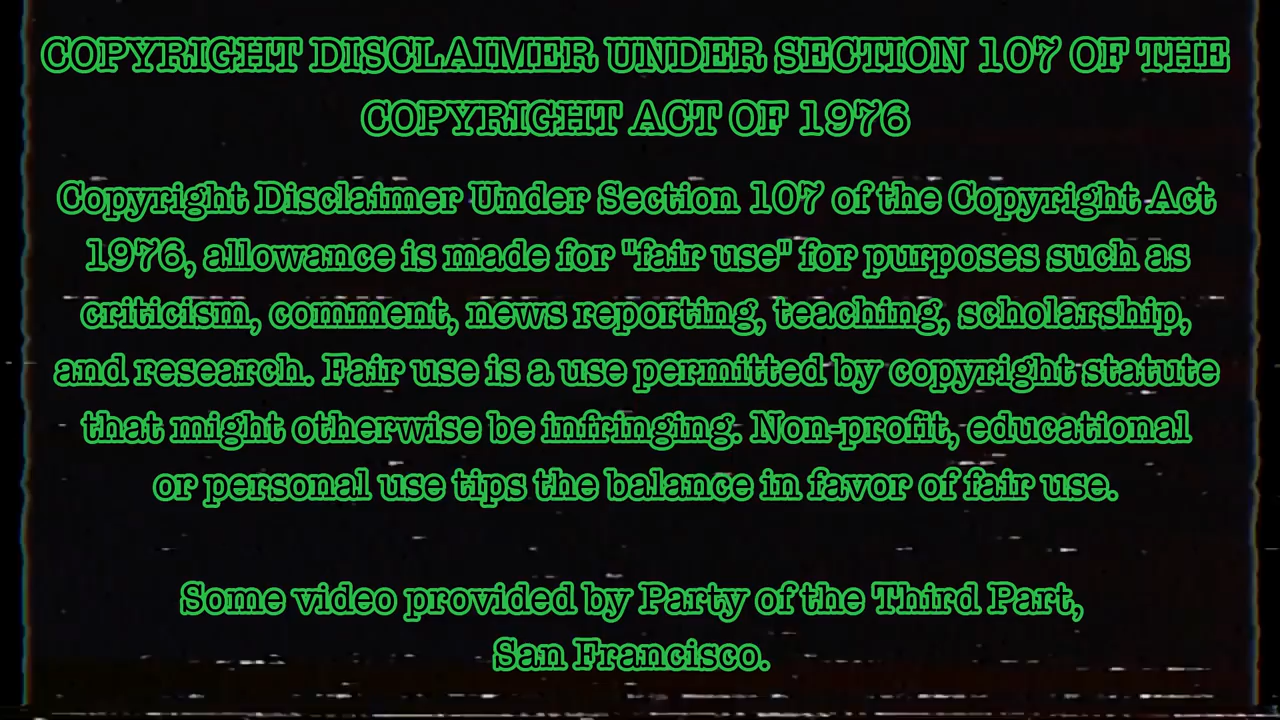 COPYRIGHT DISCLAIMER UNDER SECTION 107 OF THE
COPYRIGHT ACT OF 1976
Copyright Disclaimer Under Section 107 of the Copyright Act
1976, allowance is made for "fair use" for purposes such as
criticism, comment, news reporting, teaching, scholarship,
and research. Fair use is a use permitted by copyright statute
that might otherwise be infringing. Non-profit, educational
or personal use tips the balance in favor of fair use.
Some video provided by Party of the Third Part,
San Francisco.